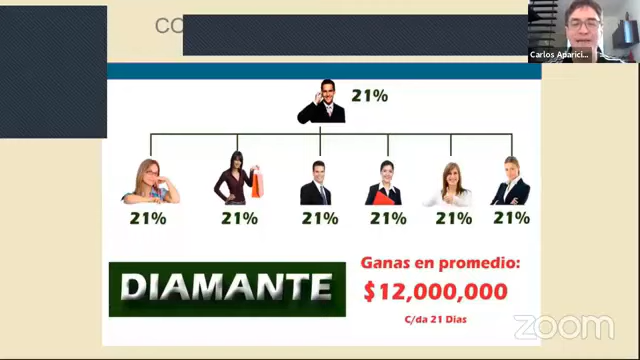 CO
Carlos Aparici...
21%
21%
21%
21%
21%
21%
21%
DIAMANTE
Ganas en promedio:
$12,000,000
C/da 21 Dias
zoom